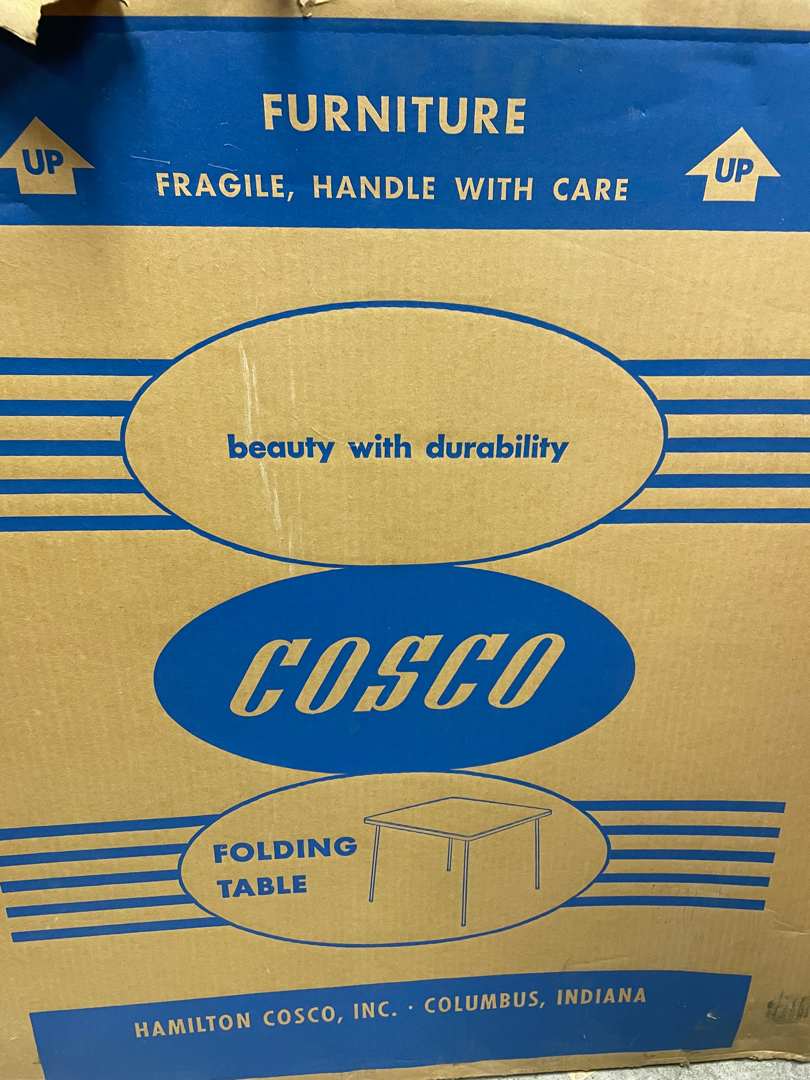 FURNITURE
UP
UP
FRAGILE, HANDLE WITH CARE
beauty with durability
COSCO
FOLDING
TABLE
HAMILTON COSCO, INC. · COLUMBUS, INDIANA